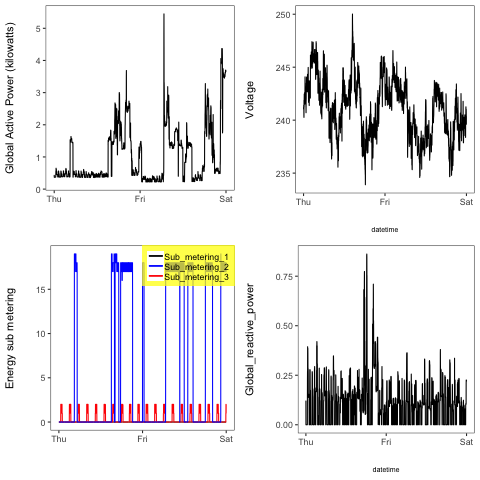 Global Active Power (kilowatts)
5
4
3
2
1
0
Thu
Fri
Sat
Voltage
250
245
240
235
Thu
Fri
Sat
datetime
Energy sub metering
15
10
5
0
Sub_metering_1
Sub_metering_2
Sub_metering_3
Thu
Fri
Sat
Global_reactive_power
0.75
0.50
0.25
0.00
Thu
Fri
Sat
datetime